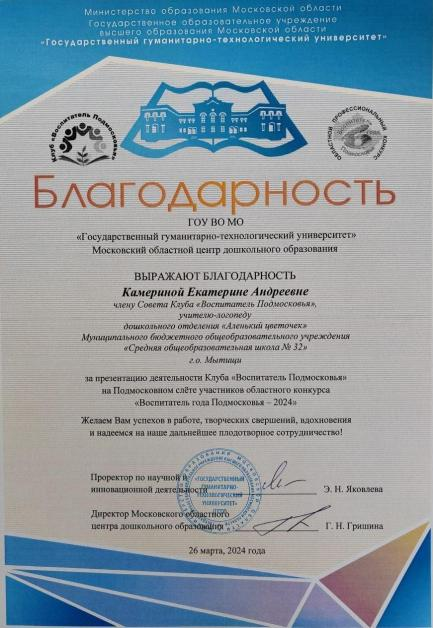 Министерство образования Московской области
Государственное образовательное учреждение
высшего образования Московской области
«Государственный гуманитарно-технологический университет»
Клуб «Воспитатель Подмосковья»
ОБЛАСТНОЙ ПРОФЕССИОНАЛЬНЫЙ КОНКУРС
Благодарность
ГОУ ВО МО
«Государственный гуманитарно-технологический университет»
Московский областной центр дошкольного образования
ВЫРАЖАЮТ БЛАГОДАРНОСТЬ
Камериной Екатерине Андреевне
члену Совета Клуба «Воспитатель Подмосковья»,
учителю-логопеду
дошкольного отделения «Аленький цветочек»
Муниципального бюджетного общеобразовательного учреждения
«Средняя общеобразовательная школа № 32»
г.о. Мытищи
за презентацию деятельности Клуба «Воспитатель Подмосковья»
на Подмосковном слёте участников областного конкурса
«Воспитатель года Подмосковья – 2024»
Желаем Вам успехов в работе, творческих свершений, вдохновения
и надеемся на наше дальнейшее плодотворное сотрудничество!
Проректор по научной и
инновационной деятельности Э. Н. Яковлева
«ГОСУДАРСТВЕННЫЙ
ГУМАНИТАРНО-
ТЕХНОЛОГИЧЕСКИЙ
УНИВЕРСИТЕТ»
Директор Московского областного
центра дошкольного образования Г. Н. Гришина
26 марта, 2024 года